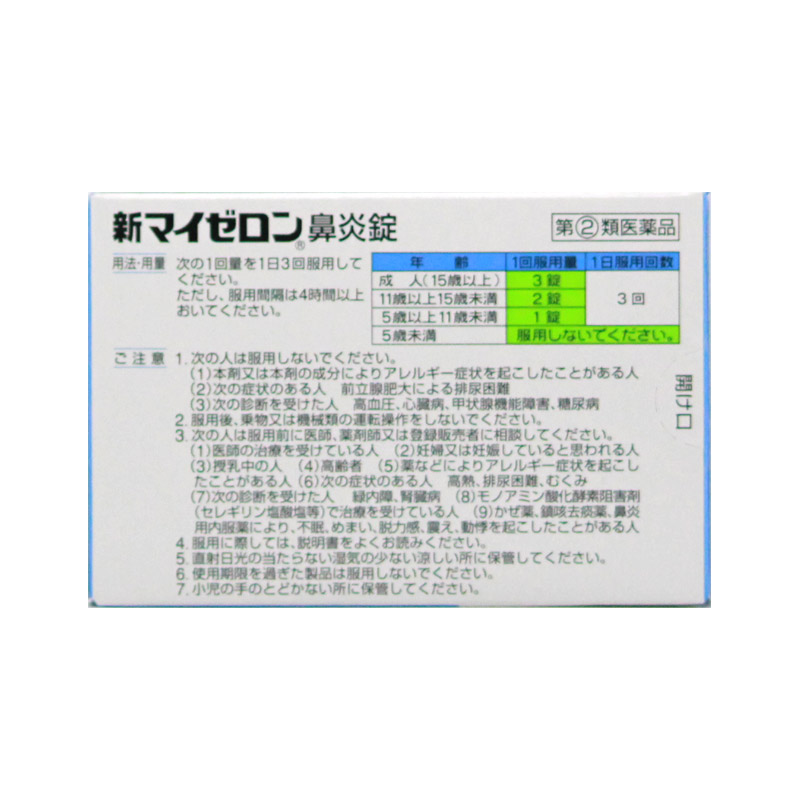 新マイゼロン®鼻炎錠
第②類医薬品
用法・用量 次の1回量を1日3回服用して
ください。
ただし、服用間隔は4時間以上
おいてください。
年 齢 1回服用量 1日服用回数
成 人(15歳以上) 3錠
11歳以上15歳未満 2錠 3回
5歳以上11歳未満 1錠
5歳未満 服用しないでください。
ご注意 1. 次の人は服用しないでください。
(1)本剤又は本剤の成分によりアレルギー症状を起こしたことがある人
(2)次の症状のある人 前立腺肥大による排尿困難
(3)次の診断を受けた人 高血圧、心臓病、甲状腺機能障害、糖尿病
2. 服用後、乗物又は機械類の運転操作をしないでください。
3. 次の人は服用前に医師、薬剤師又は登録販売者に相談してください。
(1)医師の治療を受けている人 (2)妊婦又は妊娠していると思われる人
(3)授乳中の人 (4)高齢者 (5)薬などによりアレルギー症状を起こし
たことがある人 (6)次の症状のある人 高熱、排尿困難、むくみ
(7)次の診断を受けた人 緑内障、腎臓病 (8)モノアミン酸化酵素阻害剤
(セレギリン塩酸塩等)で治療を受けている人 (9)かぜ薬、鎮咳去痰薬、鼻炎
用内服薬により、不眠、めまい、脱力感、震え、動悸を起こしたことがある人
4. 服用に際しては、説明書をよくお読みください。
5. 直射日光の当たらない湿気の少ない涼しい所に保管してください。
6. 使用期限を過ぎた製品は服用しないでください。
7. 小児の手のとどかない所に保管してください。
開け口